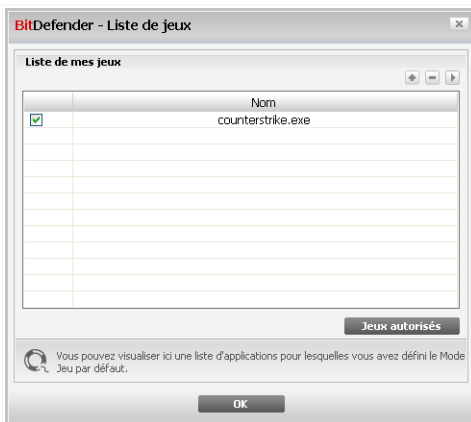 BitDefender - Liste de jeux
Liste de mes jeux
Nom
counterstrike.exe
Jeux autorisés
Vous pouvez visualiser ici une liste d'applications pour lesquelles vous avez défini le Mode
Jeu par défaut.
OK